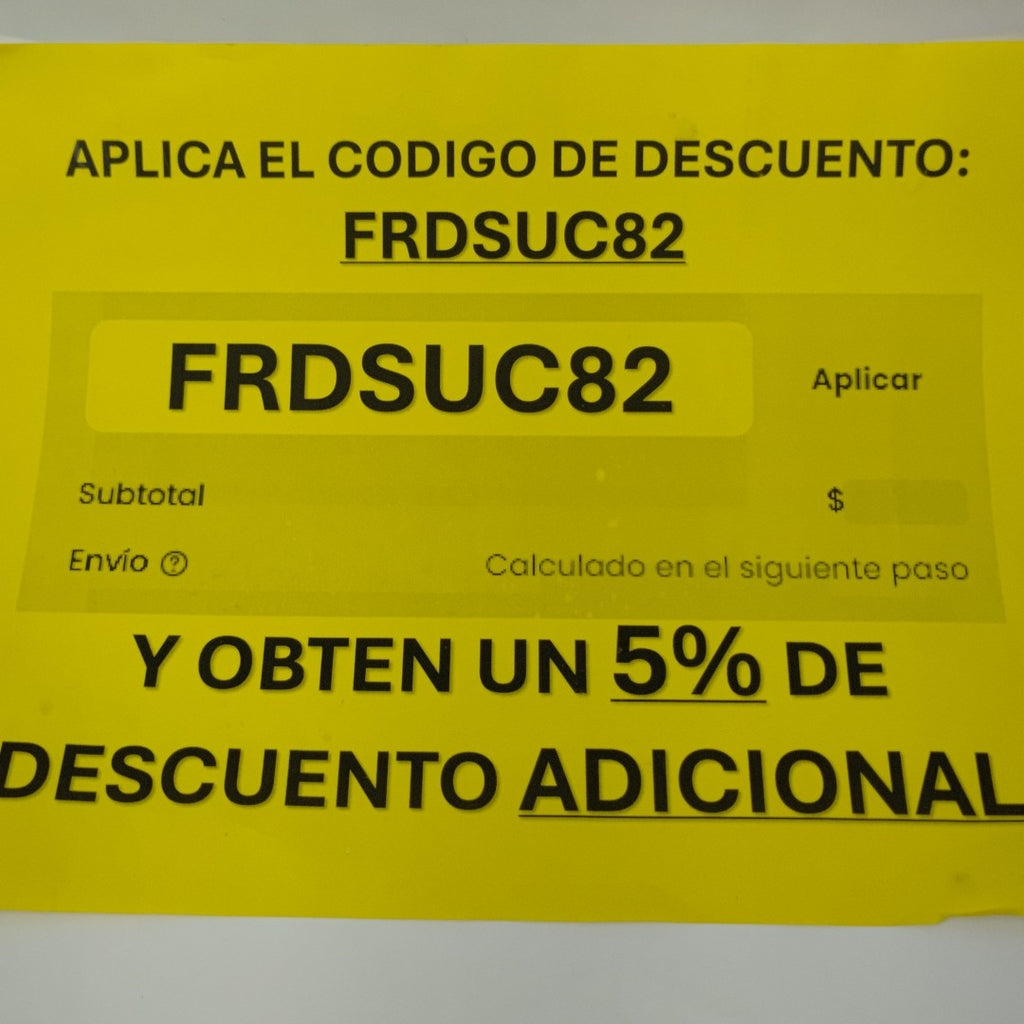 APLICA EL CODIGO DE DESCUENTO:
FRDSUC82
FRDSUC82
Aplicar
Subtotal
$
Envío ?
Calculado en el siguiente paso
Y OBTEN UN 5% DE
DESCUENTO ADICIONAL